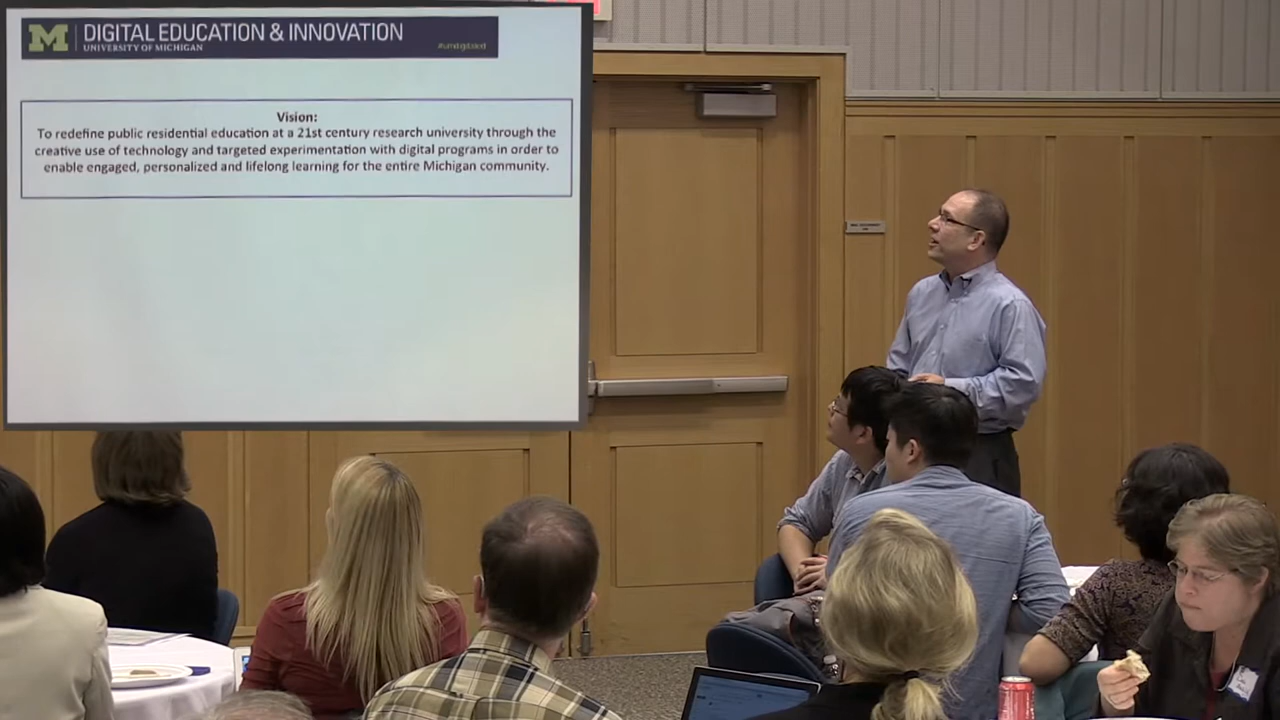 M DIGITAL EDUCATION & INNOVATION
UNIVERSITY OF MICHIGAN
#umdigitaled
Vision:
To redefine public residential education at a 21st century research university through the
creative use of technology and targeted experimentation with digital programs in order to
enable engaged, personalized and lifelong learning for the entire Michigan community.